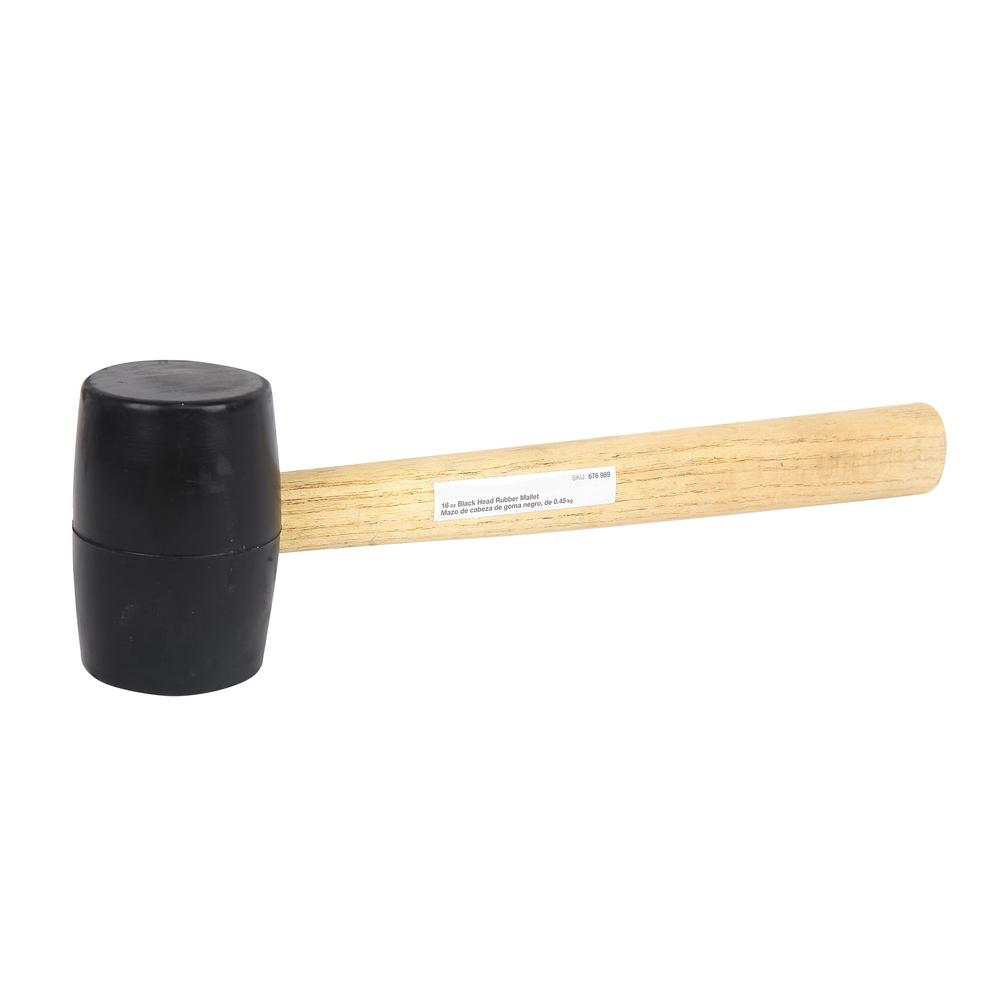 SKU. 676 989
16 oz Black Head Rubber Mallet
Mazo de cabeza de goma negro, de 0.45 kg